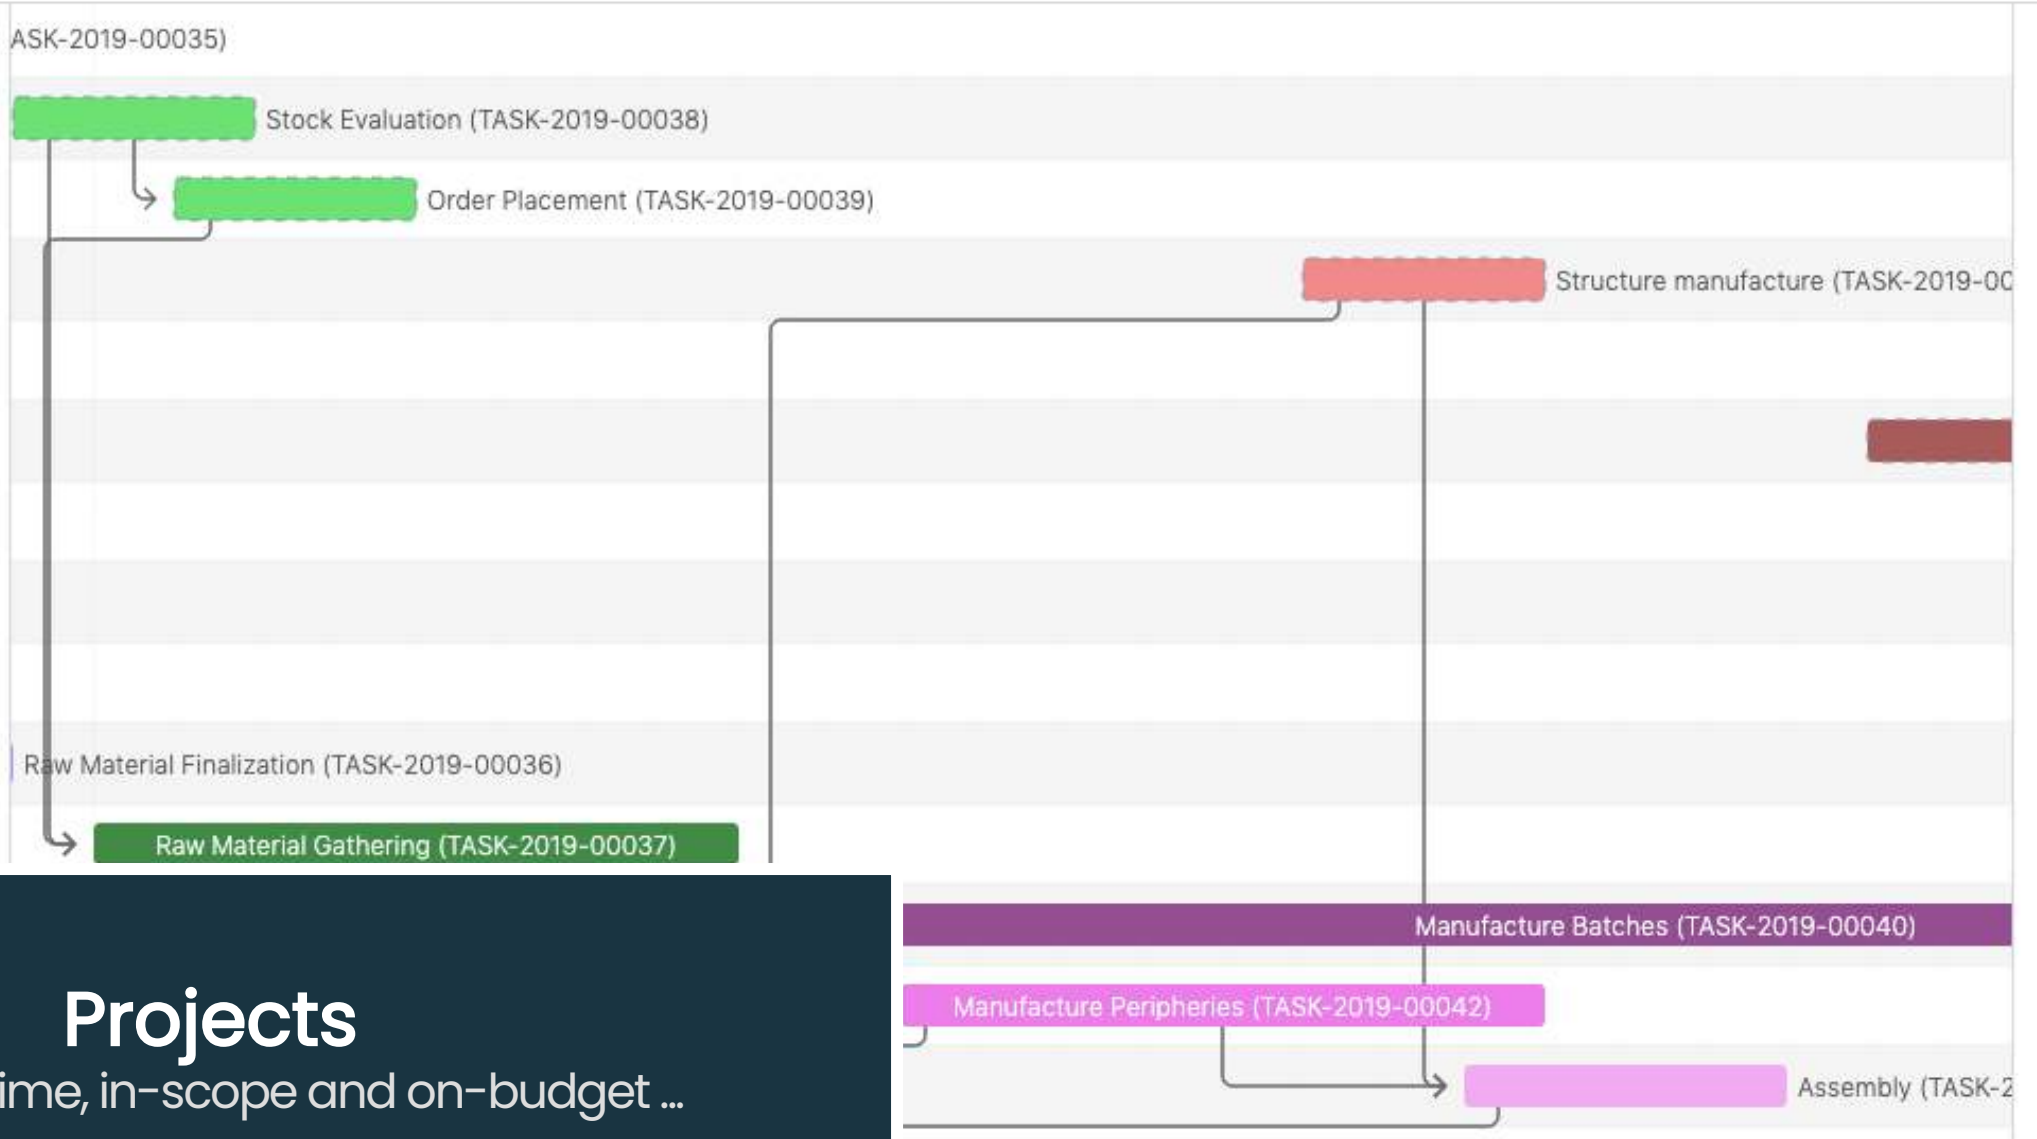 ASK-2019-00035)
Stock Evaluation (TASK-2019-00038)
Order Placement (TASK-2019-00039)
Structure manufacture (TASK-2019-00
Raw Material Finalization (TASK-2019-00036)
Raw Material Gathering (TASK-2019-00037)
Manufacture Batches (TASK-2019-00040)
Manufacture Peripheries (TASK-2019-00042)
Assembly (TASK-2
Projects
ime, in-scope and on-budget ...